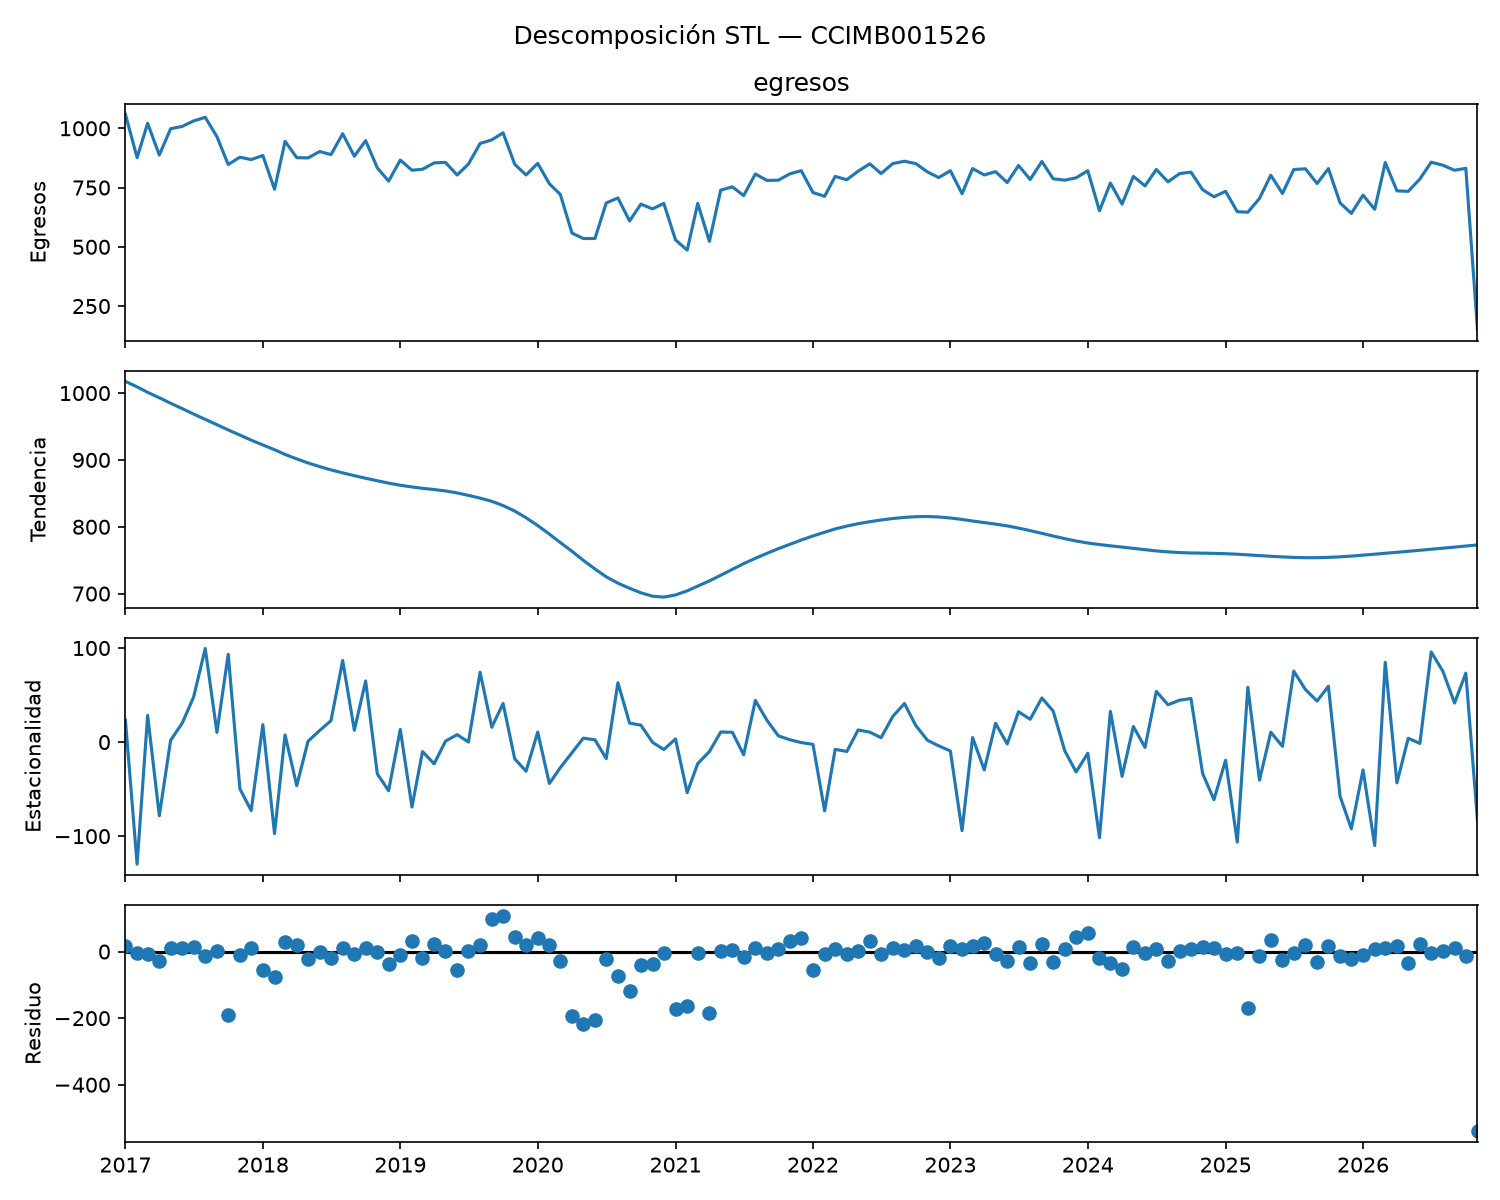 Descomposición STL — CCIMB001526
egresos
Egresos
1000
750
500
250
Tendencia
1000
900
800
700
Estacionalidad
100
0
−100
Residuo
0
−200
−400
2017 2018 2019 2020 2021 2022 2023 2024 2025 2026